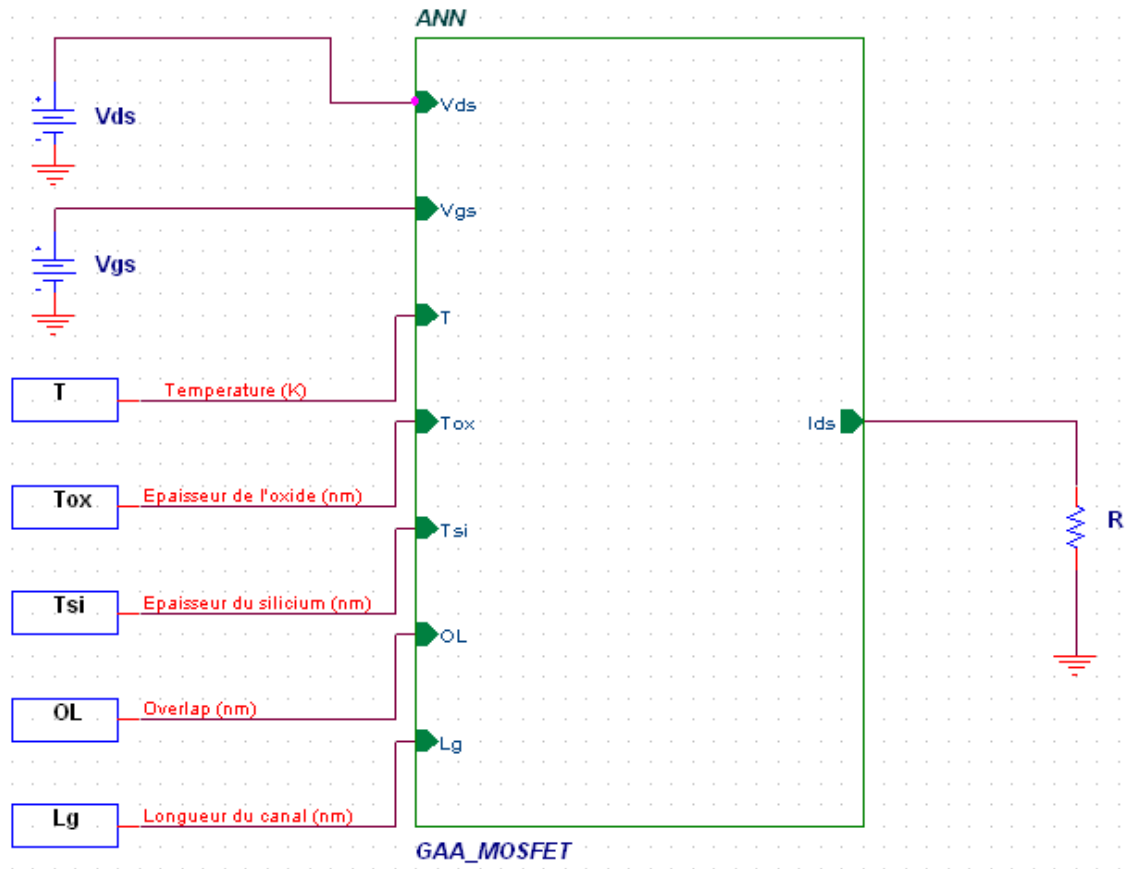 ANN
Vds
Vds
Vgs
Vgs
T
T
Temperature (K)
Tox
Ids
Tox
Epaisseur de l'oxide (nm)
R
Tsi
Tsi
Epaisseur du silicium (nm)
OL
OL
Overlap (nm)
Lg
Lg
Longueur du canal (nm)
GAA_MOSFET